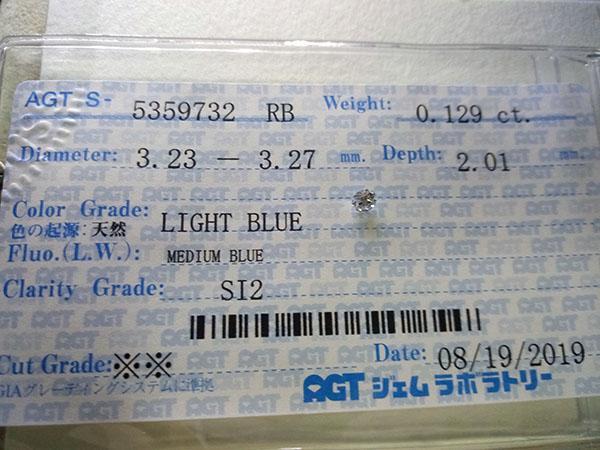 AGT S- 5359732 RB Weight: 0.129 ct.
Diameter: 3.23 — 3.27 mm. Depth: 2.01 mm.
Color Grade: LIGHT BLUE
色の起源:天然
Fluo.(L.W.): MEDIUM BLUE
Clarity Grade: SI2
Cut Grade:※※ Date: 08/19/2019
GIAグレーディングシステムに準拠
AGT ジェムラボラトリー